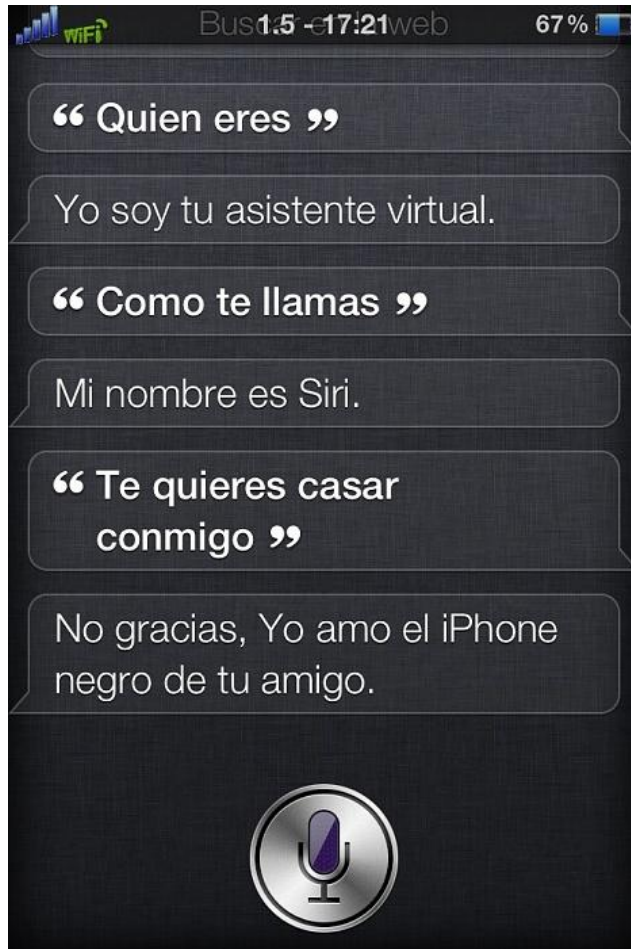 WiFi
1.5 - 17:21
67%
“ Quien eres ”
Yo soy tu asistente virtual.
“ Como te llamas ”
Mi nombre es Siri.
“ Te quieres casar
conmigo ”
No gracias, Yo amo el iPhone
negro de tu amigo.